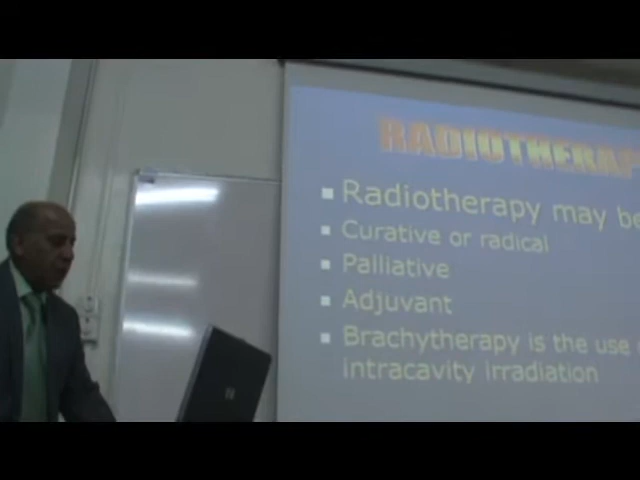 RADIOTHERAP
Radiotherapy may be
Curative or radical
Palliative
Adjuvant
Brachytherapy is the use
intracavity irradiation